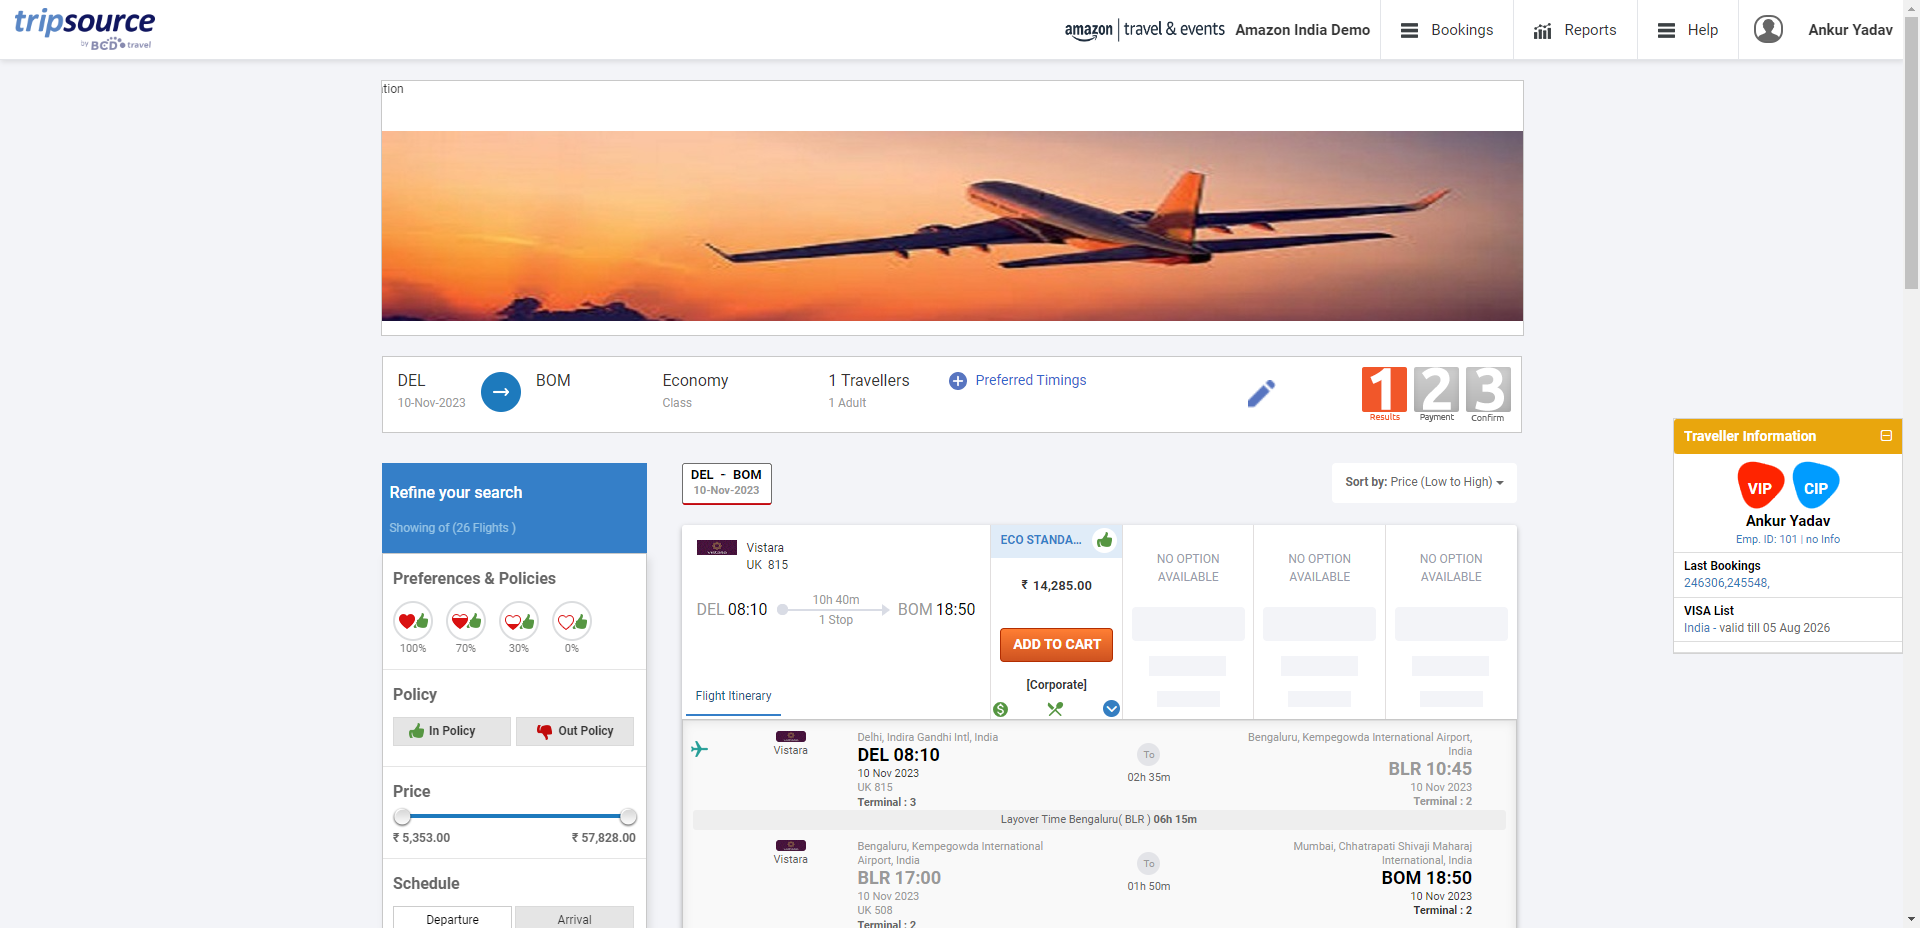 tripsource
by BCD travel
amazon | travel & events Amazon India Demo
Bookings
Reports
Help
Ankur Yadav
tion
DEL
10-Nov-2023
BOM
Economy
Class
1 Travellers
1 Adult
Preferred Timings
1 2 3
Results Payment Confirm
Refine your search
Showing of (26 Flights )
Preferences & Policies
100% 70% 30% 0%
Policy
In Policy
Out Policy
Price
₹ 5,353.00 ₹ 57,828.00
Schedule
Departure Arrival
DEL - BOM
10-Nov-2023
Sort by: Price (Low to High)
Vistara
UK 815
DEL 08:10
10h 40m
1 Stop
BOM 18:50
Flight Itinerary
ECO STANDA...
₹ 14,285.00
ADD TO CART
[Corporate]
NO OPTION
AVAILABLE
NO OPTION
AVAILABLE
NO OPTION
AVAILABLE
Vistara
Delhi, Indira Gandhi Intl, India
DEL 08:10
10 Nov 2023
UK 815
Terminal : 3
To
02h 35m
Bengaluru, Kempegowda International Airport,
India
BLR 10:45
10 Nov 2023
Terminal : 2
Layover Time Bengaluru( BLR ) 06h 15m
Vistara
Bengaluru, Kempegowda International
Airport, India
BLR 17:00
10 Nov 2023
UK 508
Terminal : 2
To
01h 50m
Mumbai, Chhatrapati Shivaji Maharaj
International, India
BOM 18:50
10 Nov 2023
Terminal : 2
Traveller Information
VIP CIP
Ankur Yadav
Emp. ID: 101 | no Info
Last Bookings
246306,245548,
VISA List
India - valid till 05 Aug 2026